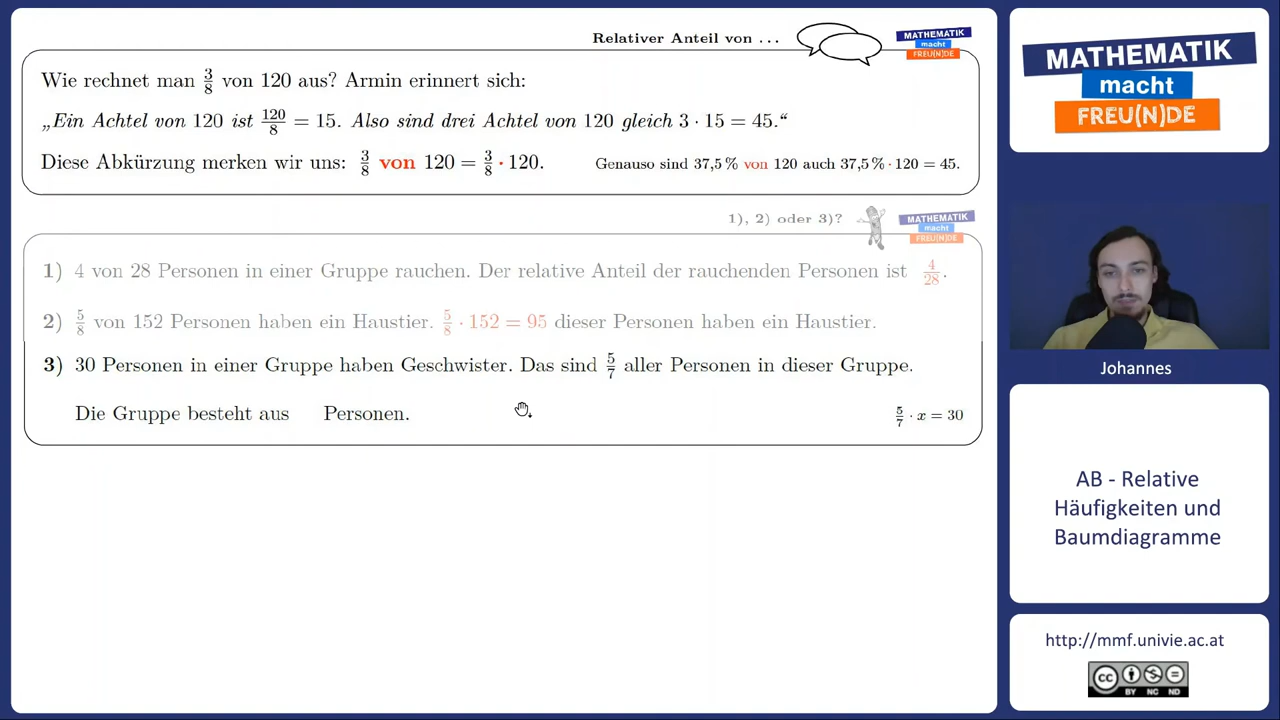 Relativer Anteil von ...
MATHEMATIK
macht
FREU(N)DE
Wie rechnet man 3/8 von 120 aus? Armin erinnert sich:
„Ein Achtel von 120 ist 120/8 = 15. Also sind drei Achtel von 120 gleich 3 · 15 = 45.“
Diese Abkürzung merken wir uns: 3/8 von 120 = 3/8 · 120.
Genauso sind 37,5 % von 120 auch 37,5 % · 120 = 45.
1), 2) oder 3)?
MATHEMATIK
macht
FREU(N)DE
1) 4 von 28 Personen in einer Gruppe rauchen. Der relative Anteil der rauchenden Personen ist 4/28.
2) 5/8 von 152 Personen haben ein Haustier. 5/8 · 152 = 95 dieser Personen haben ein Haustier.
3) 30 Personen in einer Gruppe haben Geschwister. Das sind 5/7 aller Personen in dieser Gruppe.
Die Gruppe besteht aus Personen.
5/7 · x = 30
MATHEMATIK
macht
FREU(N)DE
Johannes
AB - Relative
Häufigkeiten und
Baumdiagramme
http://mmf.univie.ac.at
cc
BY NC ND